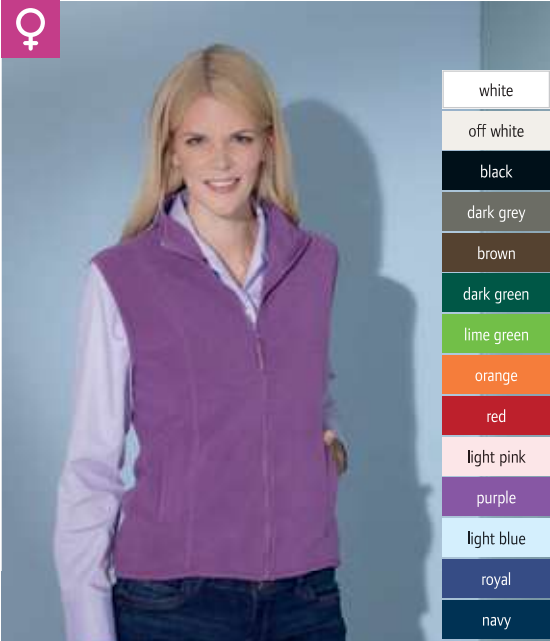 white
off white
black
dark grey
brown
dark green
lime green
orange
red
light pink
purple
light blue
royal
navy